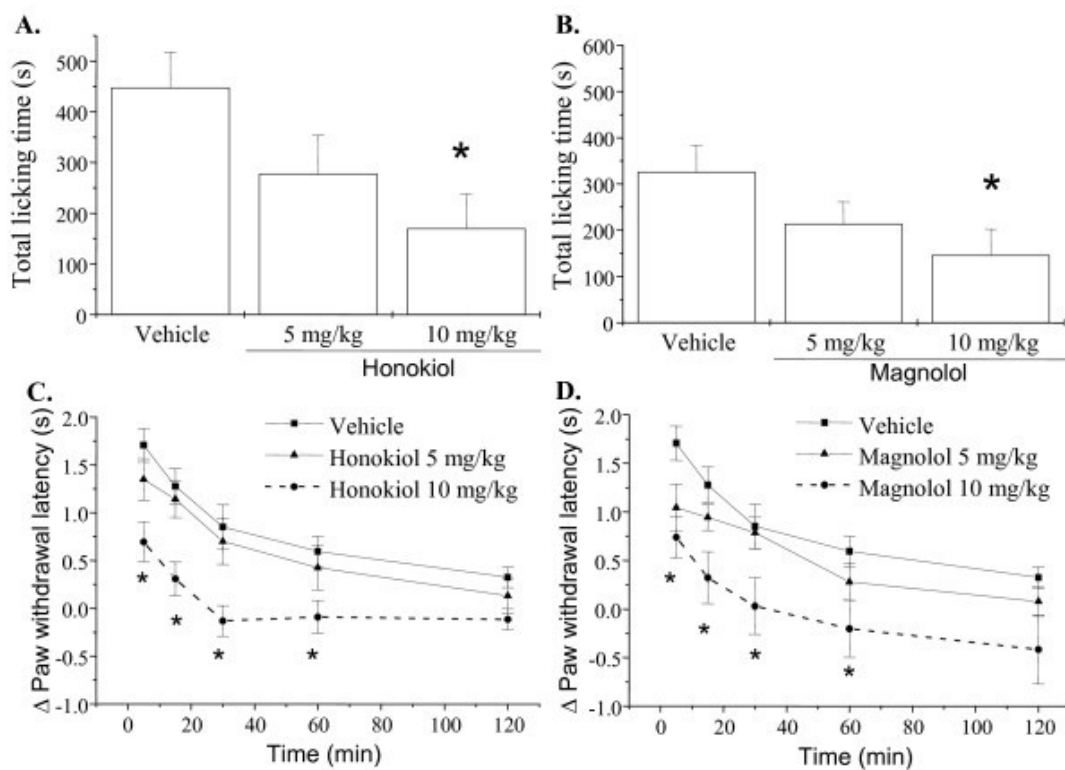 A.
Total licking time (s)
500
400
300
200
100
0
Vehicle
5 mg/kg
10 mg/kg
*
Honokiol
B.
Total licking time (s)
600
500
400
300
200
100
0
Vehicle
5 mg/kg
10 mg/kg
*
Magnolol
C.
Δ Paw withdrawal latency (s)
2.0
1.5
1.0
0.5
0.0
-0.5
-1.0
Vehicle
Honokiol 5 mg/kg
Honokiol 10 mg/kg
* * * *
0 20 40 60 80 100 120
Time (min)
D.
Δ Paw withdrawal latency (s)
2.0
1.5
1.0
0.5
0.0
-0.5
-1.0
Vehicle
Magnolol 5 mg/kg
Magnolol 10 mg/kg
* * * *
0 20 40 60 80 100 120
Time (min)